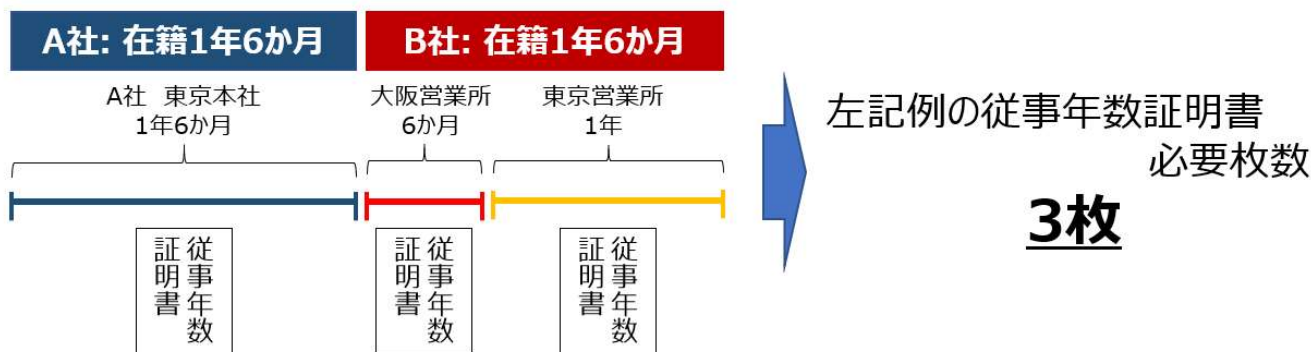 A社: 在籍1年6か月
B社: 在籍1年6か月
A社 東京本社
1年6か月
大阪営業所
6か月
東京営業所
1年
従事年数
証明書
従事年数
証明書
従事年数
証明書
左記例の従事年数証明書
必要枚数
3枚